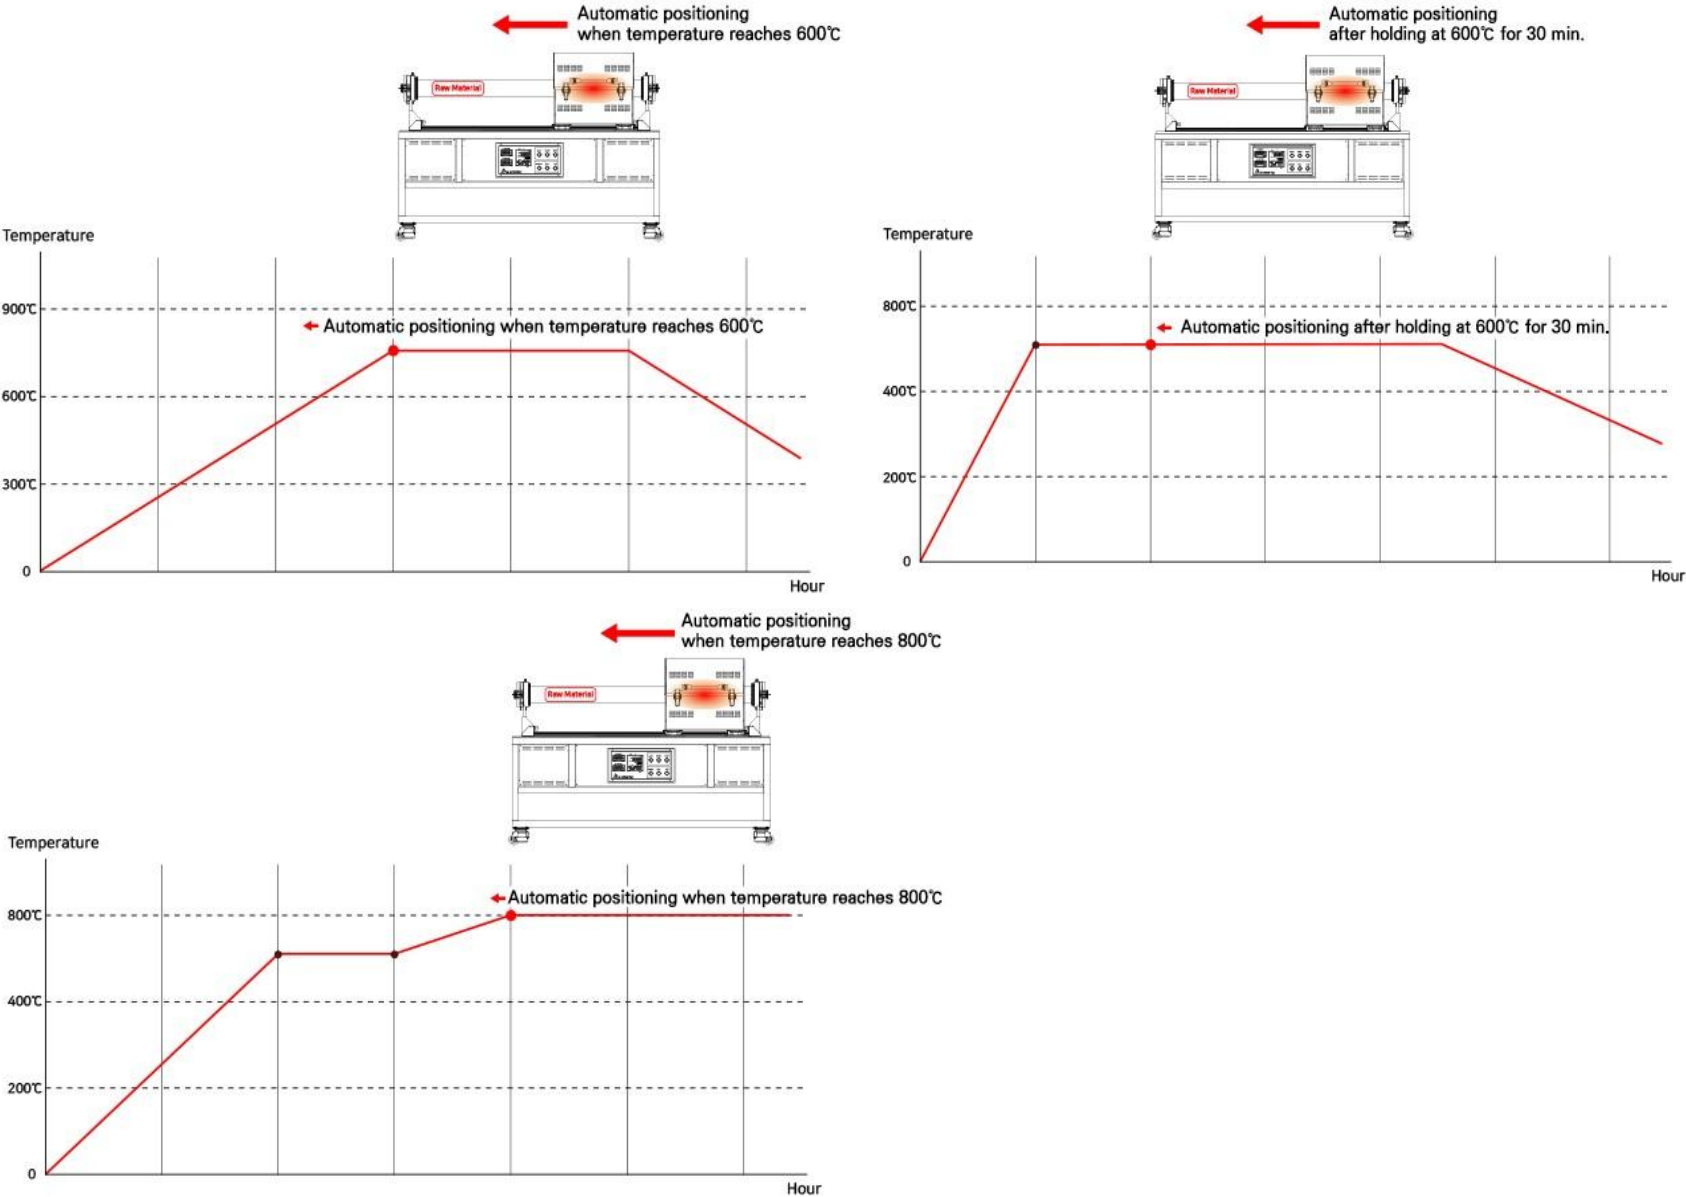 Automatic positioning
when temperature reaches 600℃
Raw Material
Temperature
900℃
Automatic positioning when temperature reaches 600℃
600℃
300℃
0
Hour
Automatic positioning
after holding at 600℃ for 30 min.
Raw Material
Temperature
800℃
Automatic positioning after holding at 600℃ for 30 min.
400℃
200℃
0
Hour
Automatic positioning
when temperature reaches 800℃
Raw Material
Temperature
Automatic positioning when temperature reaches 800℃
800℃
400℃
200℃
0
Hour